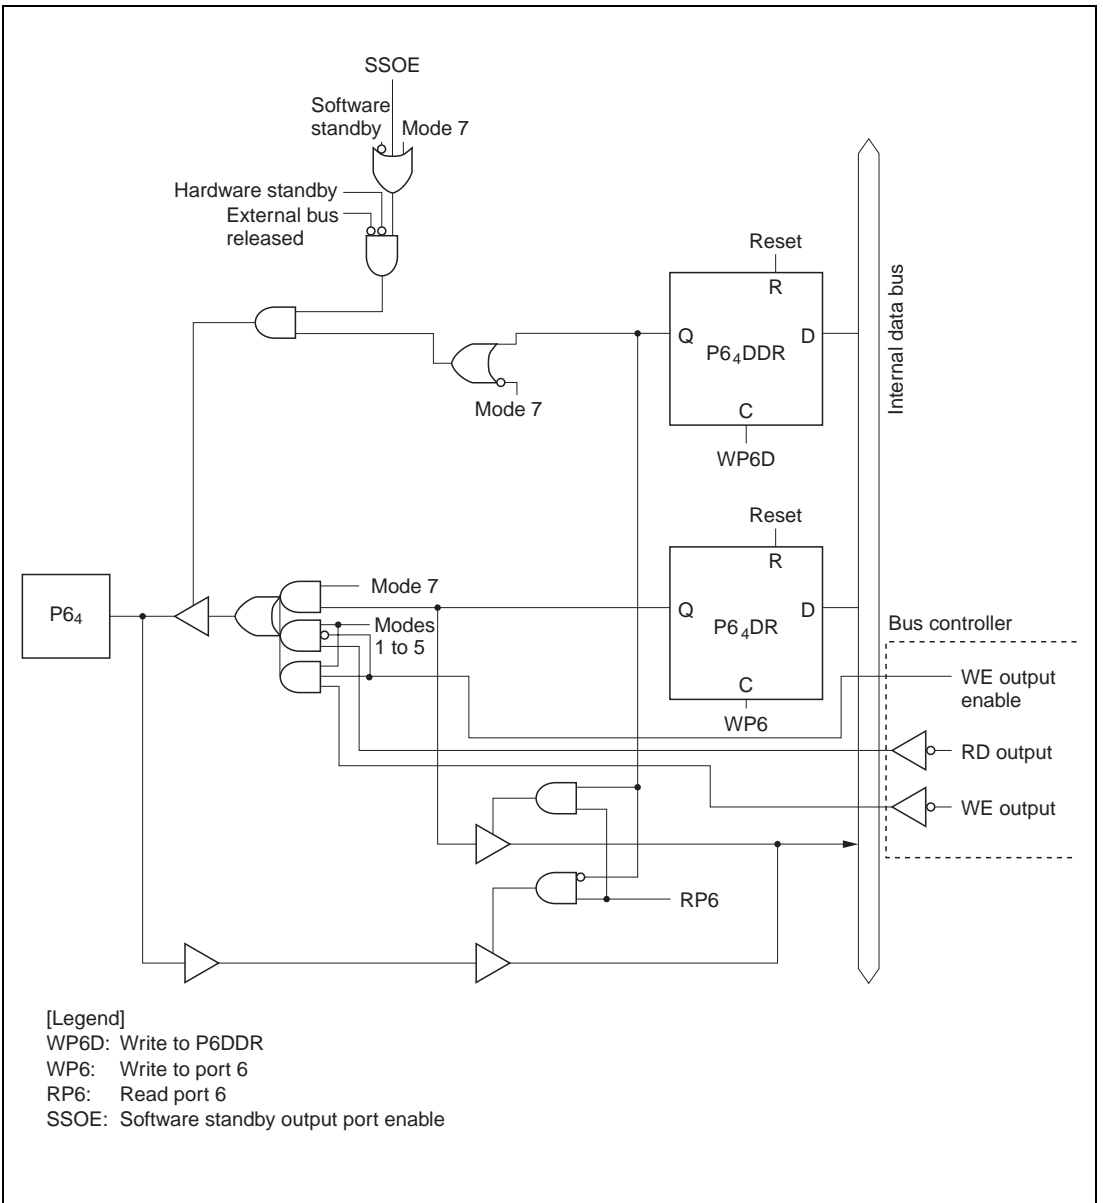 SSOE
Software
standby
Mode 7
Hardware standby
External bus
released
Reset
R
Q
D
P6₄DDR
C
WP6D
Mode 7
Internal data bus
Reset
R
Q
D
P6₄DR
C
WP6
P6₄
Mode 7
Modes
1 to 5
Bus controller
WE output
enable
RD output
WE output
RP6
[Legend]
WP6D: Write to P6DDR
WP6: Write to port 6
RP6: Read port 6
SSOE: Software standby output port enable